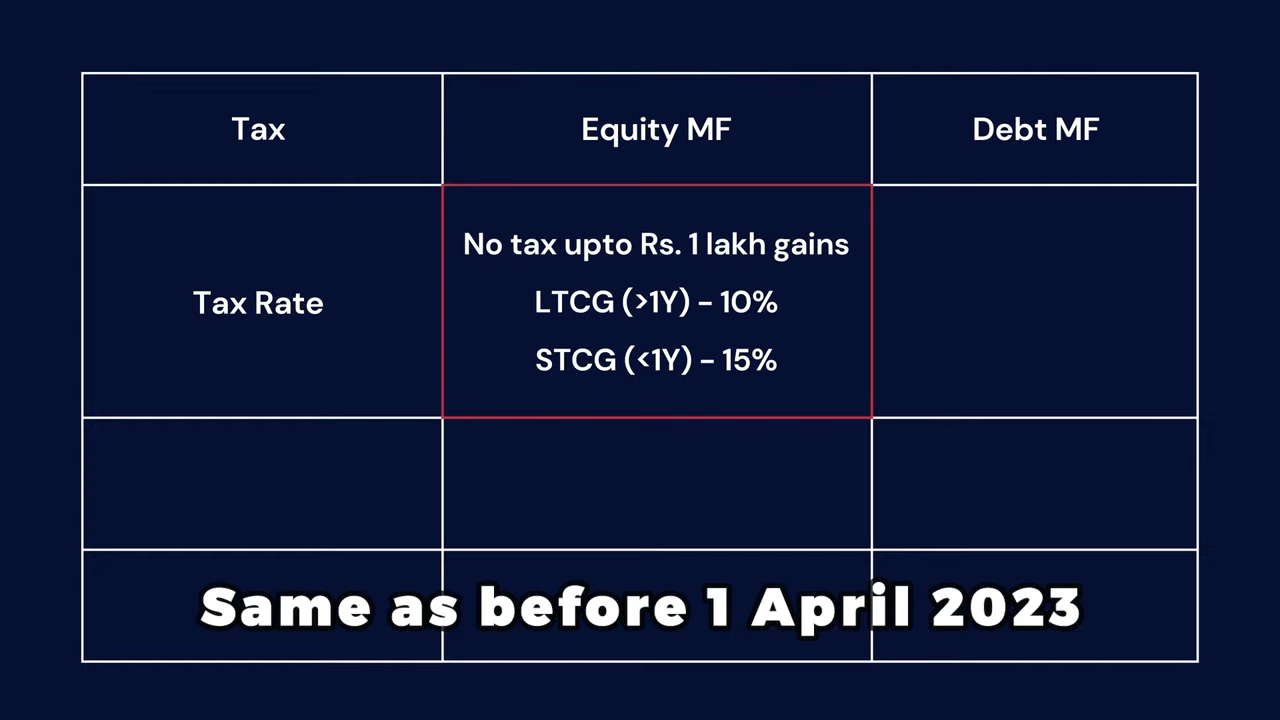 Tax
Equity MF
Debt MF
Tax Rate
No tax upto Rs. 1 lakh gains
LTCG (>1Y) – 10%
STCG (<1Y) – 15%
Same as before 1 April 2023